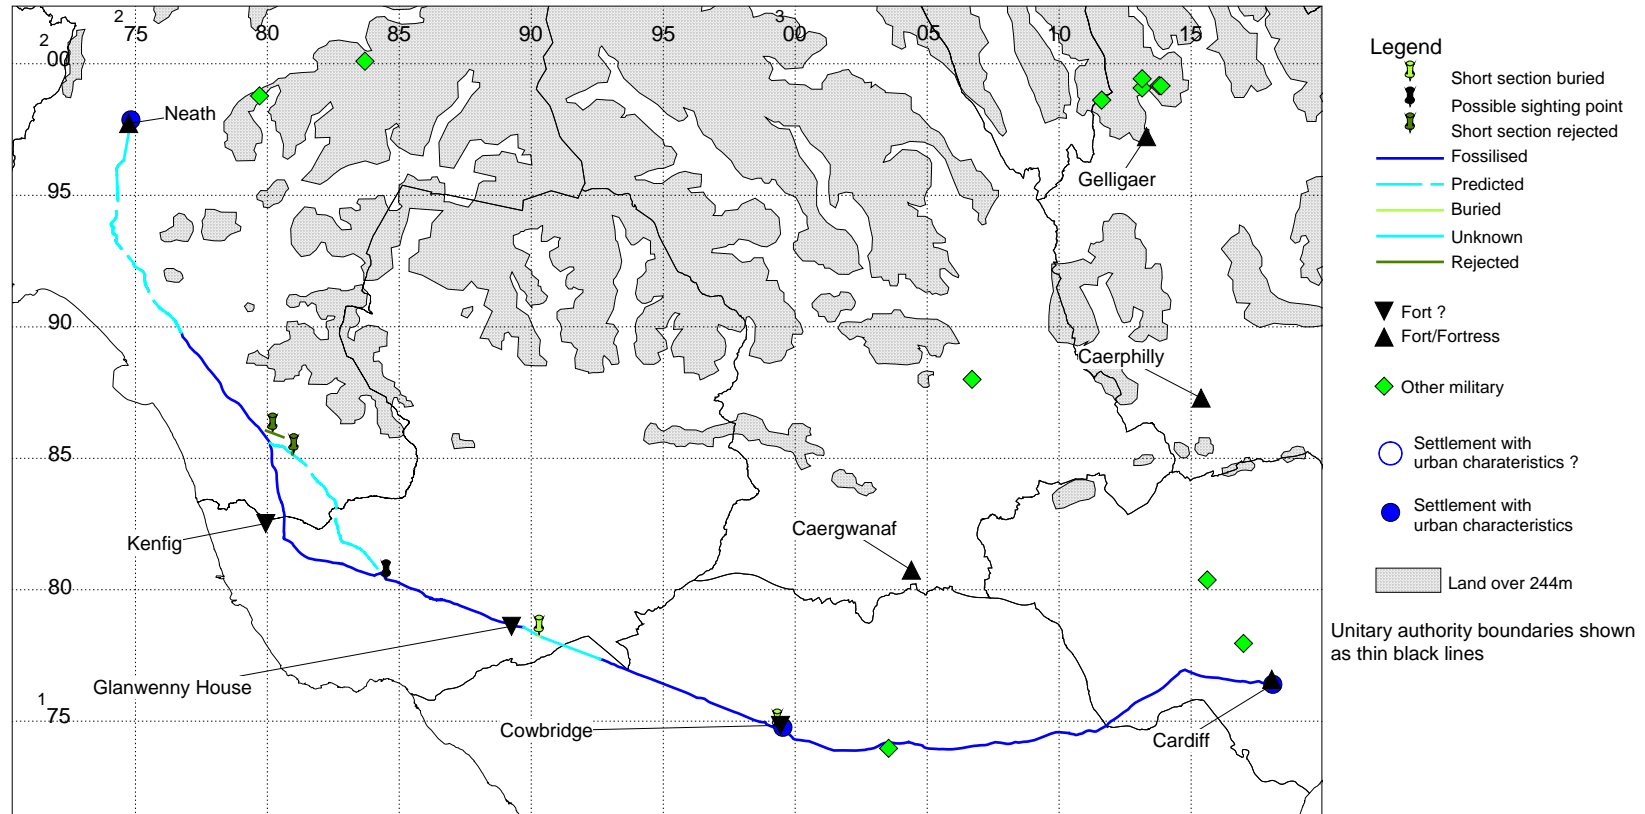 2
3
75
80
85
90
95
00
05
10
15
2
00
Neath
95
Gelligaer
90
Caerphilly
85
Kenfig
Caergwanaf
80
Glanwenny House
1
75
Cowbridge
Cardiff
Legend
Short section buried
Possible sighting point
Short section rejected
Fossilised
Predicted
Buried
Unknown
Rejected
Fort ?
Fort/Fortress
Other military
Settlement with
urban charateristics ?
Settlement with
urban characteristics
Land over 244m
Unitary authority boundaries shown
as thin black lines